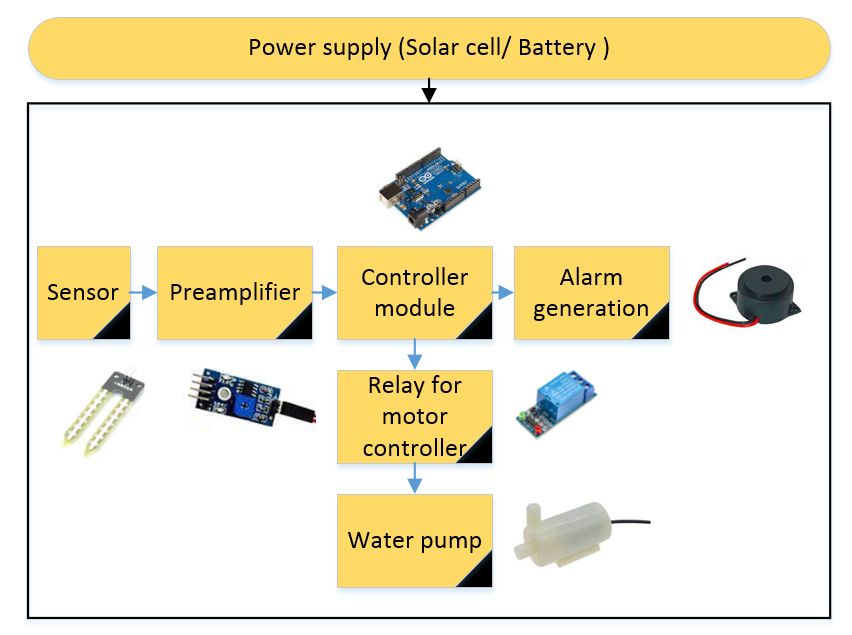 Power supply (Solar cell/ Battery )
Sensor
Preamplifier
Controller
module
Alarm
generation
Relay for
motor
controller
Water pump